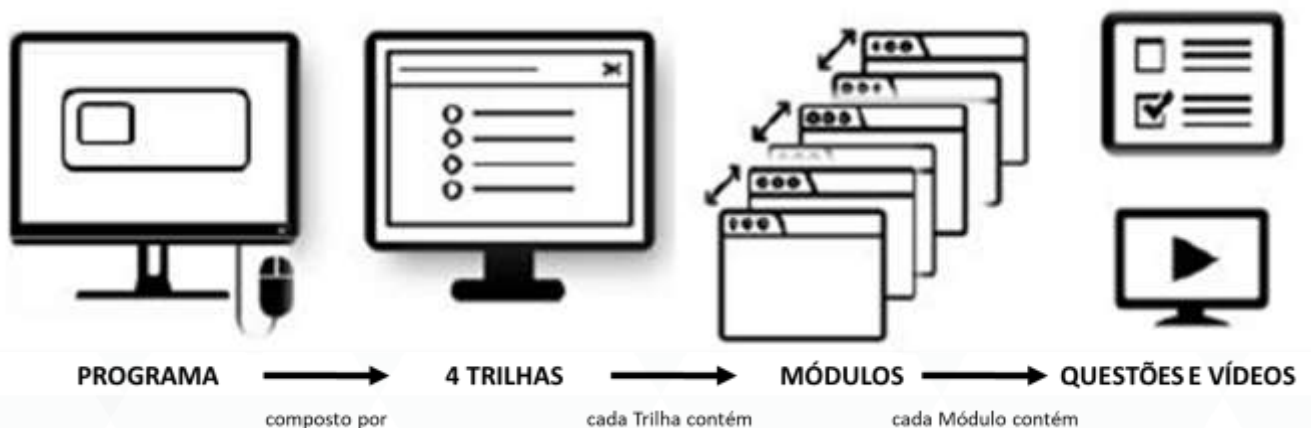 PROGRAMA 4 TRILHAS MÓDULOS QUESTÕES E VÍDEOS
composto por cada Trilha contém cada Módulo contém